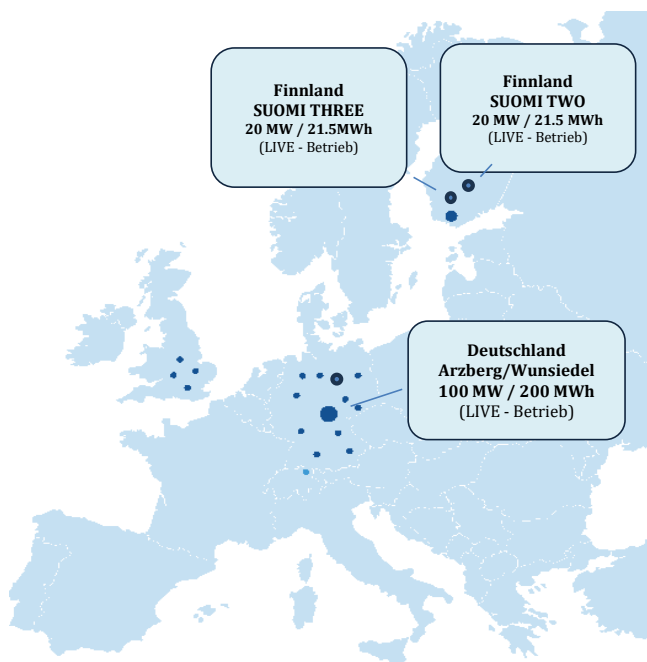 Finnland
SUOMI THREE
20 MW / 21.5MWh
(LIVE - Betrieb)
Finnland
SUOMI TWO
20 MW / 21.5 MWh
(LIVE - Betrieb)
Deutschland
Arzberg/Wunsiedel
100 MW / 200 MWh
(LIVE - Betrieb)